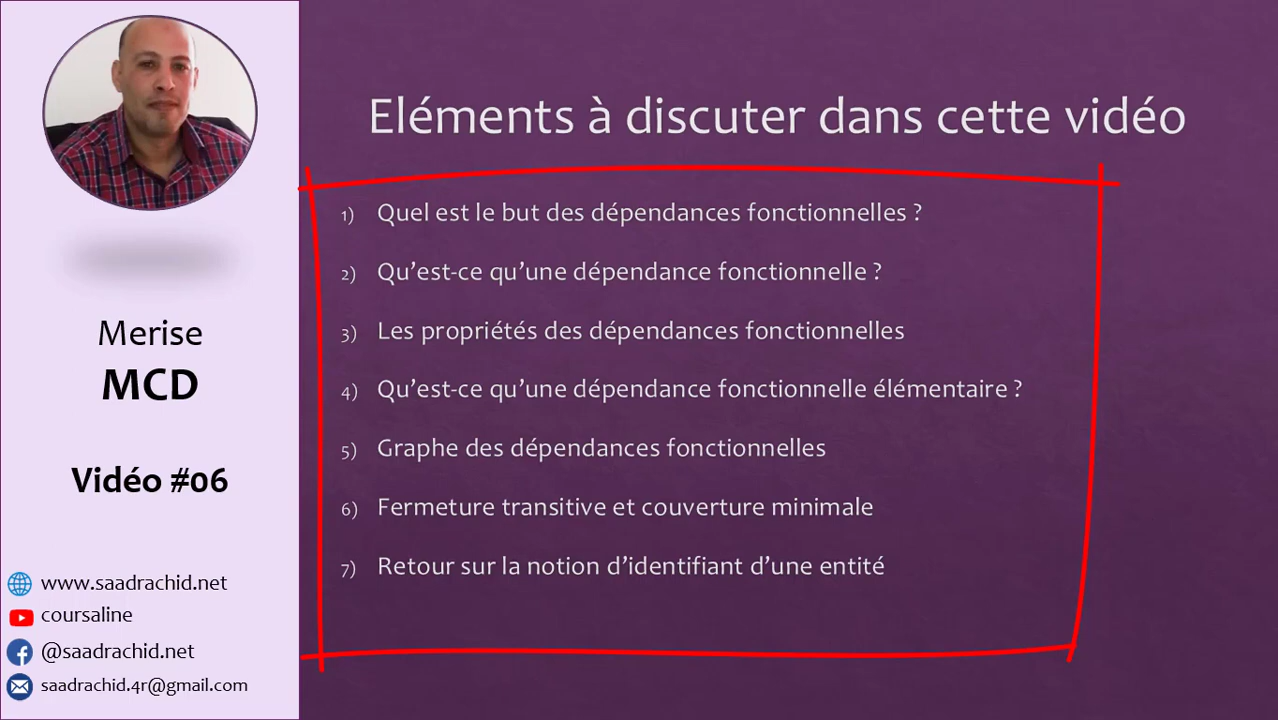 Merise
MCD
Vidéo #06
www.saadrachid.net
coursaline
@saadrachid.net
saadrachid.4r@gmail.com
Eléments à discuter dans cette vidéo
1) Quel est le but des dépendances fonctionnelles ?
2) Qu’est-ce qu’une dépendance fonctionnelle ?
3) Les propriétés des dépendances fonctionnelles
4) Qu’est-ce qu’une dépendance fonctionnelle élémentaire ?
5) Graphe des dépendances fonctionnelles
6) Fermeture transitive et couverture minimale
7) Retour sur la notion d’identifiant d’une entité